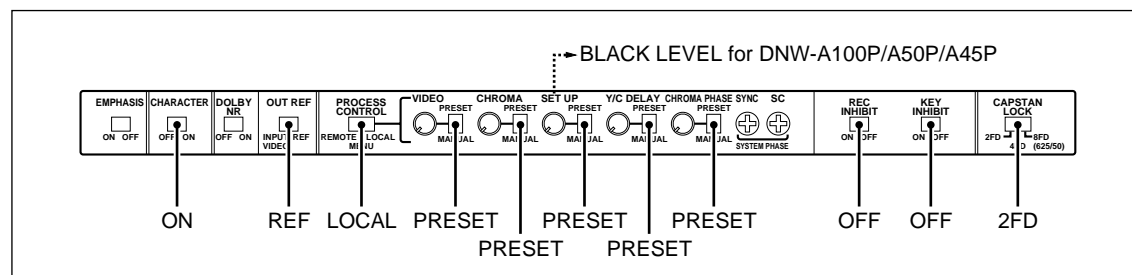 BLACK LEVEL for DNW-A100P/A50P/A45P
EMPHASIS
ON OFF
CHARACTER
OFF ON
DOLBY
NR
OFF ON
OUT REF
INPUT REF
VIDEO
PROCESS
CONTROL
REMOTE LOCAL
MENU
VIDEO
PRESET
MANUAL
CHROMA
PRESET
MANUAL
SET UP
PRESET
MANUAL
Y/C DELAY
PRESET
MANUAL
CHROMA PHASE
PRESET
MANUAL
SYNC SC
SYSTEM PHASE
REC
INHIBIT
ON OFF
KEY
INHIBIT
ON OFF
CAPSTAN
LOCK
2FD 8FD
4FD (625/50)
ON REF LOCAL PRESET PRESET PRESET OFF OFF 2FD
PRESET PRESET